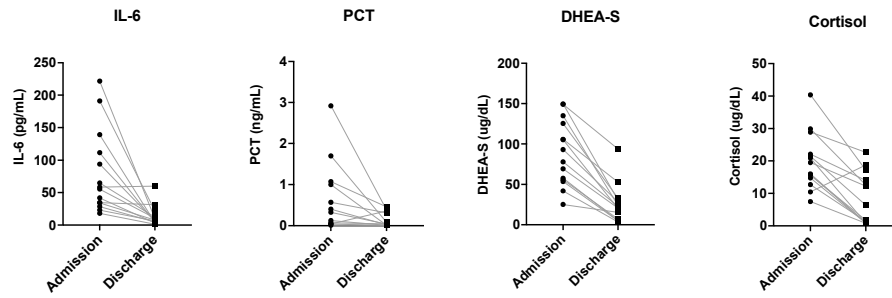 IL-6
IL-6 (pg/mL)
250
200
150
100
50
0
Admission
Discharge
PCT
PCT (ng/mL)
4
3
2
1
0
Admission
Discharge
DHEA-S
DHEA-S (ug/dL)
200
150
100
50
0
Admission
Discharge
Cortisol
Cortisol (ug/dL)
50
40
30
20
10
0
Admission
Discharge